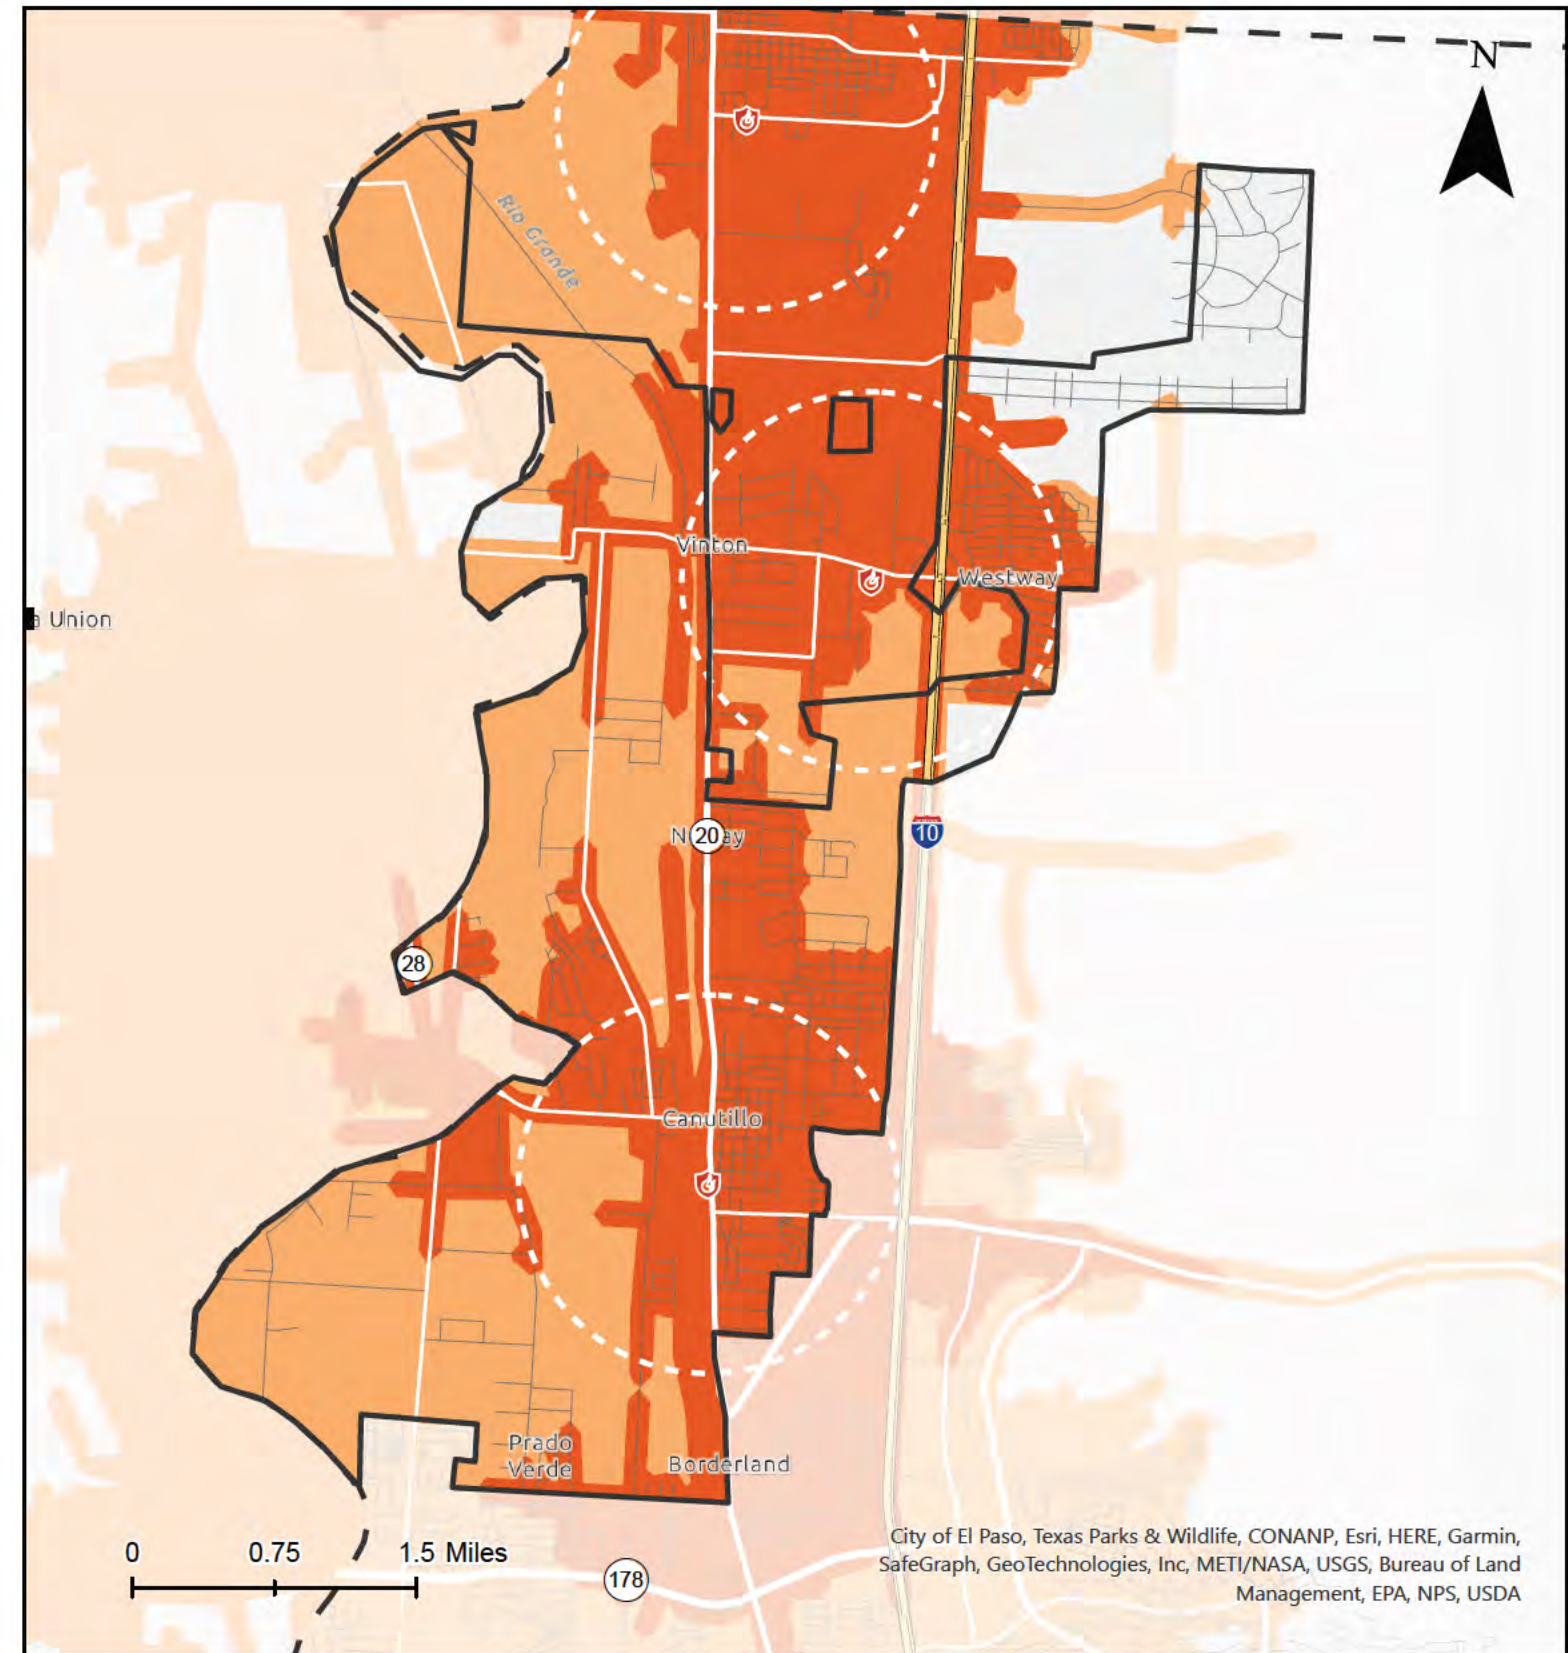 N
Rio Grande
Vinton
Westway
a Union
20
10
28
Canutillo
Prado
Verde
Borderland
0 0.75 1.5 Miles
178
City of El Paso, Texas Parks & Wildlife, CONANP, Esri, HERE, Garmin,
SafeGraph, GeoTechnologies, Inc, METI/NASA, USGS, Bureau of Land
Management, EPA, NPS, USDA